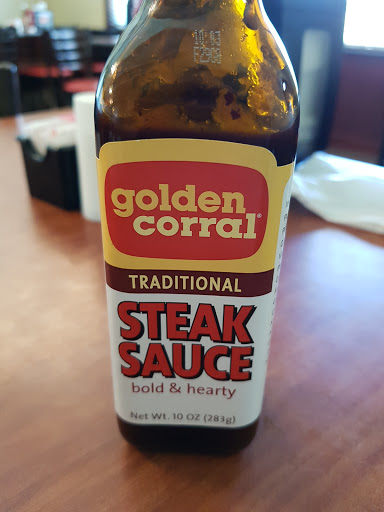 golden
corral®
TRADITIONAL
STEAK
SAUCE
bold & hearty
Net Wt. 10 OZ (283g)